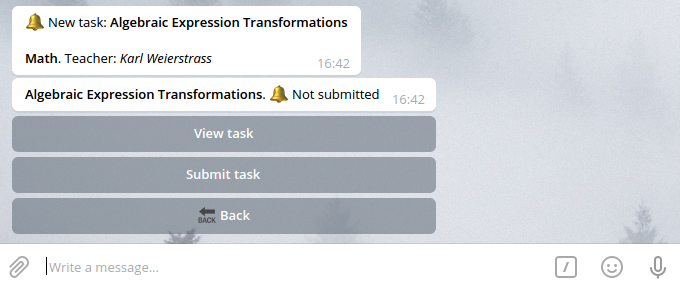 🔔 New task: Algebraic Expression Transformations
Math. Teacher: Karl Weierstrass
16:42
Algebraic Expression Transformations. 🔔 Not submitted 16:42
View task
Submit task
BACK Back
Write a message...
/